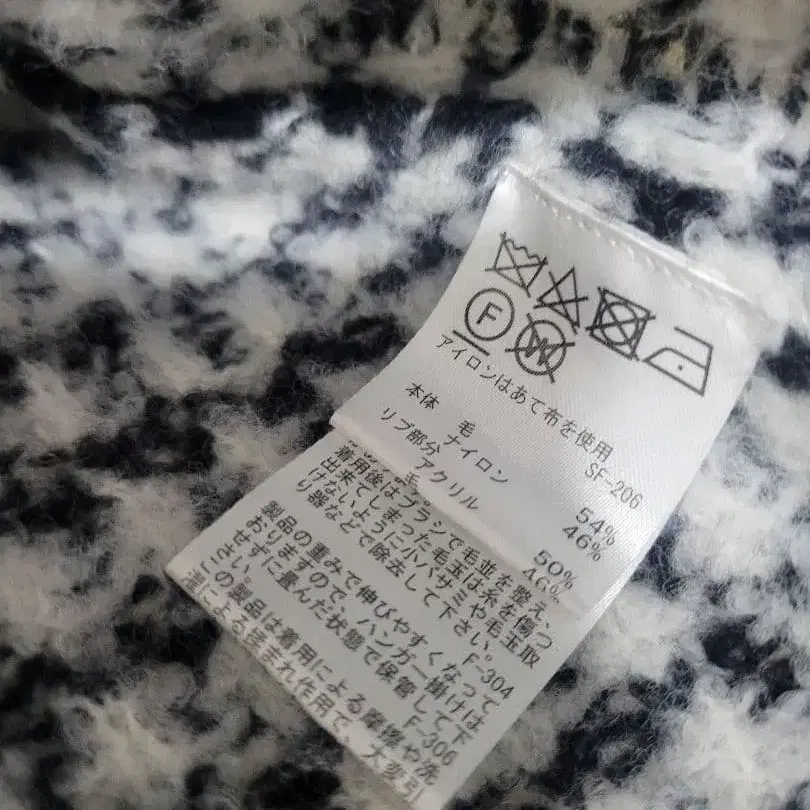 F
W
アイロンはあて布を使用
SF-206
本体 毛 54%
ナイロン 46%
リブ部分 アクリル 50%
毛 46%
着用後はブラシで毛並を整え、
出来てしまった毛玉は糸を傷つ
けないように小バサミや毛玉取
り器などで除去して下さい。
F-304
製品の重みで伸びやすくなって
おりますので、ハンガー掛けは
せずに畳んだ状態で保管して下
さい。 F-306
この製品は着用による摩擦や洗
濯による揉まれ作用で、大変引